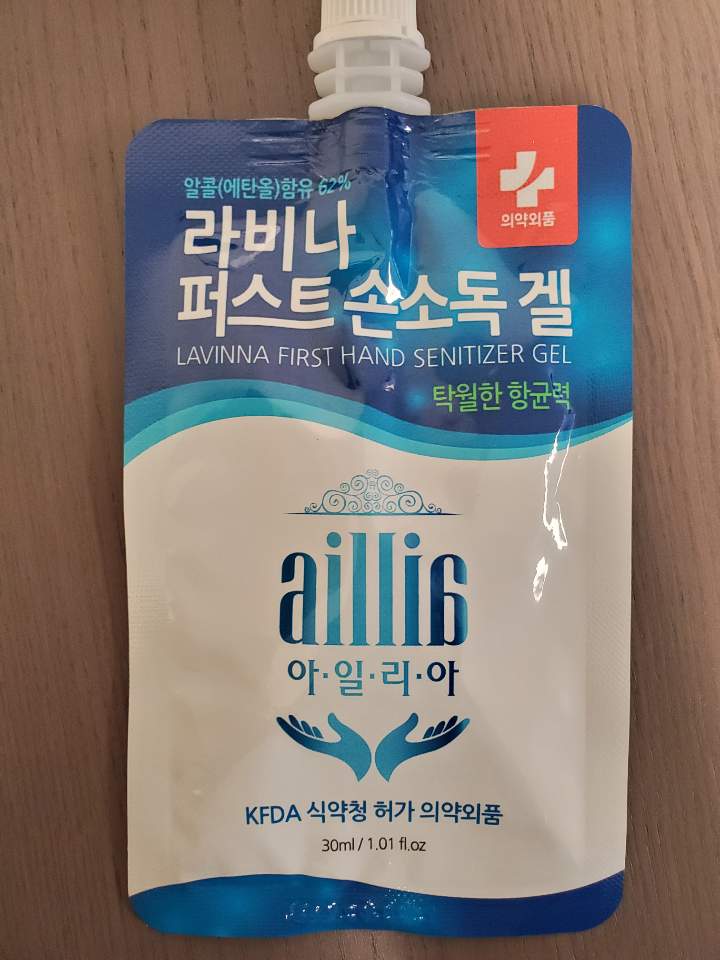 알콜(에탄올)함유 62%
의약외품
라비나
퍼스트 손소독 겔
LAVINNA FIRST HAND SENITIZER GEL
탁월한 항균력
aillia
아·일·리·아
KFDA 식약청 허가 의약외품
30ml / 1.01 fl.oz